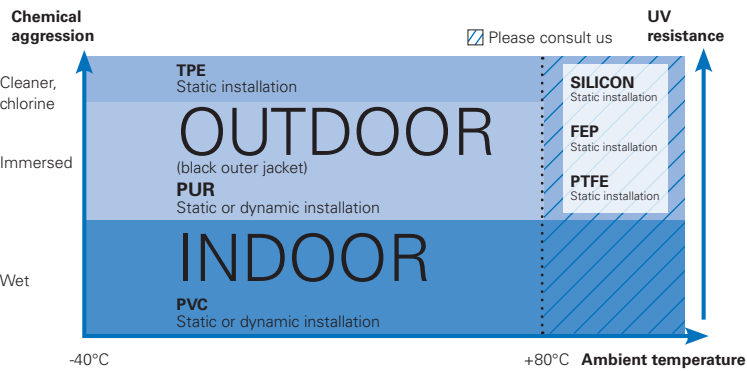 Chemical
aggression
Please consult us
UV
resistance
Cleaner,
chlorine
TPE
Static installation
SILICON
Static installation
OUTDOOR
(black outer jacket)
FEP
Static installation
Immersed
PUR
Static or dynamic installation
PTFE
Static installation
INDOOR
Wet
PVC
Static or dynamic installation
-40°C
+80°C Ambient temperature